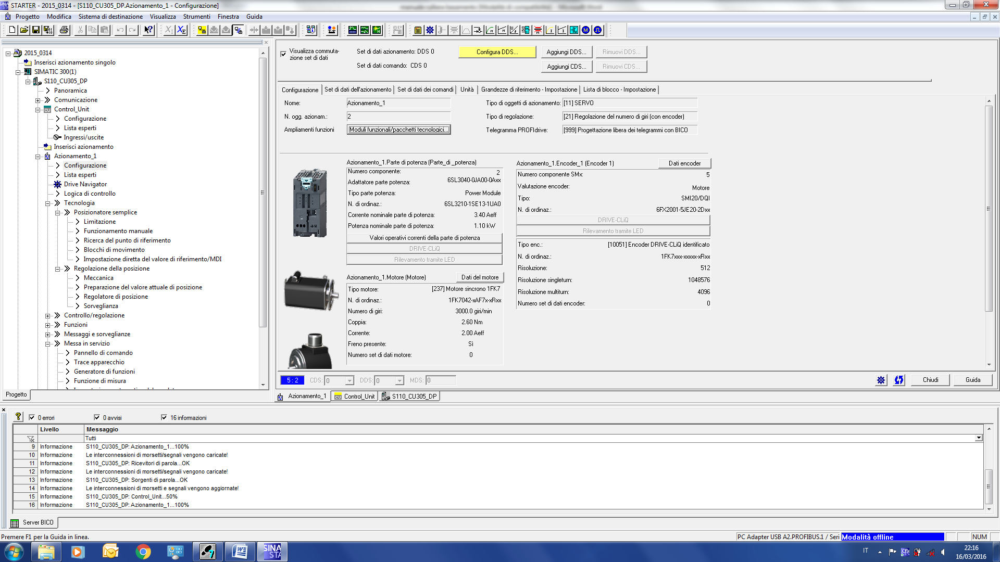 STARTER - 2015_0314 - [S110_CU305_DP.Azionamento_1 - Configurazione]
Progetto Modifica Sistema di destinazione Visualizza Strumenti Finestra Guida
2015_0314
Inserisci azionamento singolo
SIMATIC 300(1)
S110_CU305_DP
Panoramica
Comunicazione
Control_Unit
Configurazione
Lista esperti
Ingressi/uscite
Inserisci azionamento
Azionamento_1
Configurazione
Lista esperti
Drive Navigator
Logica di controllo
Tecnologia
Posizionatore semplice
Limitazione
Funzionamento manuale
Ricerca del punto di riferimento
Blocchi di movimento
Impostazione diretta del valore di riferimento/MDI
Regolazione della posizione
Meccanica
Preparazione del valore attuale di posizione
Regolatore di posizione
Sorveglianza
Controllo/regolazione
Funzioni
Messaggi e sorveglianze
Messa in servizio
Pannello di comando
Trace apparecchio
Generatore di funzioni
Funzione di misura
Progetto
Visualizza commuta-
zione set di dati
Set di dati azionamento: DDS 0
Configura DDS... Aggiungi DDS... Rimuovi DDS...
Set di dati comando: CDS 0
Aggiungi CDS... Rimuovi CDS...
Configurazione Set di dati dell'azionamento Set di dati dei comandi Unità Grandezze di riferimento - Impostazione Lista di blocco - Impostazione
Nome: Azionamento_1
Tipo di oggetti di azionamento: [11] SERVO
N. ogg. azionam.: 2
Tipo di regolazione: [21] Regolazione del numero di giri (con encoder)
Ampliamenti funzioni Moduli funzionali/pacchetti tecnologici...
Telegramma PROFIdrive: [999] Progettazione libera dei telegrammi con BICO
Azionamento_1.Parte di potenza (Parte_di _potenza)
Numero componente: 2
Adattatore parte potenza: 6SL3040-0JA00-0Axx
Tipo parte potenza: Power Module
N. di ordinaz.: 6SL3210-1SE13-1UA0
Corrente nominale parte di potenza: 3.40 Aeff
Potenza nominale parte di potenza: 1.10 kW
Valori operativi correnti della parte di potenza
DRIVE-CLiQ
Rilevamento tramite LED
Azionamento_1.Motore (Motore) Dati del motore
Tipo motore: [237] Motore sincrono 1FK7
N. di ordinaz.: 1FK7042-xAF7x-xRxx
Numero di giri: 3000.0 giri/min
Coppia: 2.60 Nm
Corrente: 2.00 Aeff
Freno presente: Sì
Numero set di dati motore: 0
Azionamento_1.Encoder_1 (Encoder 1) Dati encoder
Numero componente SMx: 5
Valutazione encoder: Motore
Tipo: SMI20/DQI
N. di ordinaz.: 6FX2001-5JE20-2Dxx
DRIVE-CLiQ
Rilevamento tramite LED
Tipo enc.: [10051] Encoder DRIVE-CLiQ identificato
N. di ordinaz.: 1FK7xxx-xxxxx-xRxx
Risoluzione: 512
Risoluzione singleturn: 1048576
Risoluzione multiturn: 4096
Numero set di dati encoder: 0
5 : 2 CDS: 0 DDS: 0 MDS: 0
Chiudi Guida
Azionamento_1 Control_Unit S110_CU305_DP
0 errori 0 avvisi 16 informazioni
Livello Messaggio
Tutti
9 Informazione S110_CU305_DP: Azionamento_1...100%
10 Informazione Le interconnessioni di morsetti/segnali vengono caricate!
11 Informazione S110_CU305_DP: Ricevitori di parola...OK
12 Informazione Le interconnessioni di morsetti/segnali vengono caricate!
13 Informazione S110_CU305_DP: Sorgenti di parola...OK
14 Informazione Le interconnessioni di morsetti e segnali vengono aggiornate!
15 Informazione S110_CU305_DP: Control_Unit...50%
16 Informazione S110_CU305_DP: Azionamento_1...100%
Server BICO
Premere F1 per la Guida in linea.
PC Adapter USB A2.PROFIBUS.1 / Seri Modalità offline NUM
IT
22:16
16/03/2016